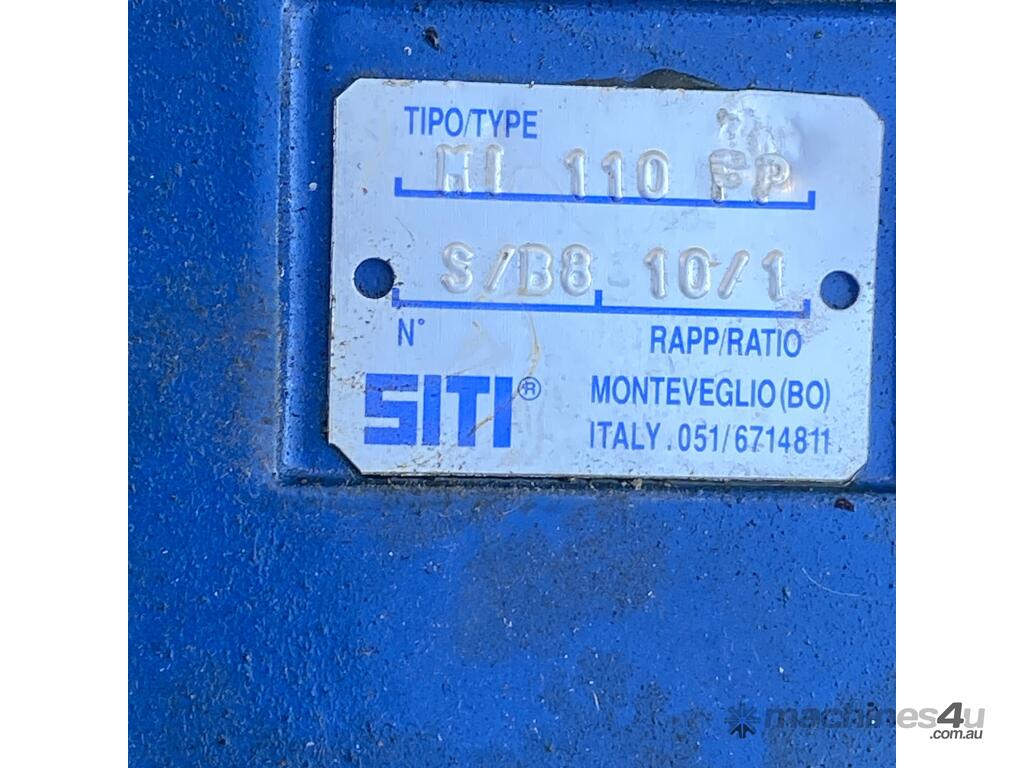 TIPO/TYPE
MI 110 FP
S/B8 10/1
N° RAPP/RATIO
SITI® MONTEVEGLIO (BO)
ITALY . 051/6714811
machines4u
.com.au